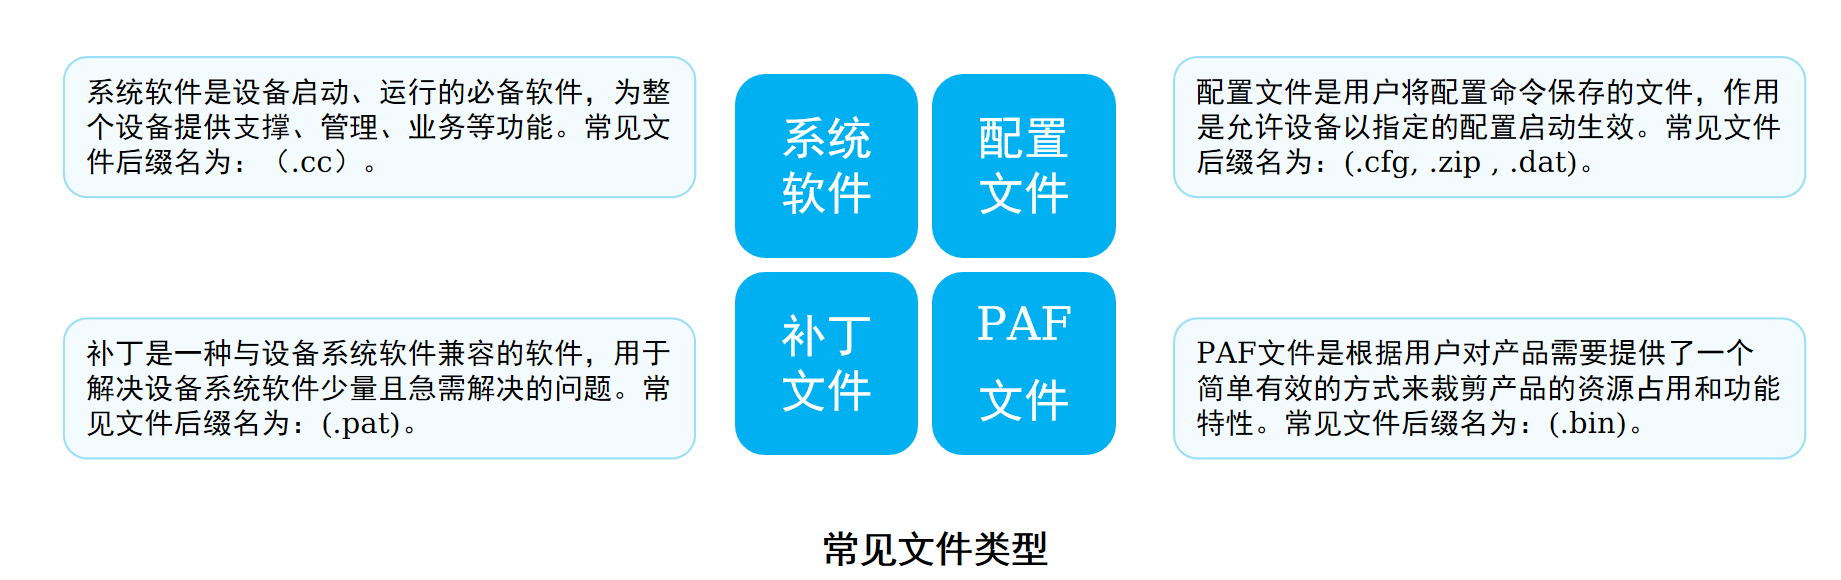 系统软件是设备启动、运行的必备软件，为整
个设备提供支撑、管理、业务等功能。常见文
件后缀名为：（.cc）。
系统
软件
配置
文件
配置文件是用户将配置命令保存的文件，作用
是允许设备以指定的配置启动生效。常见文件
后缀名为：(.cfg, .zip , .dat)。
补丁是一种与设备系统软件兼容的软件，用于
解决设备系统软件少量且急需解决的问题。常
见文件后缀名为：(.pat)。
补丁
文件
PAF
文件
PAF文件是根据用户对产品需要提供了一个
简单有效的方式来裁剪产品的资源占用和功能
特性。常见文件后缀名为：(.bin)。
常见文件类型